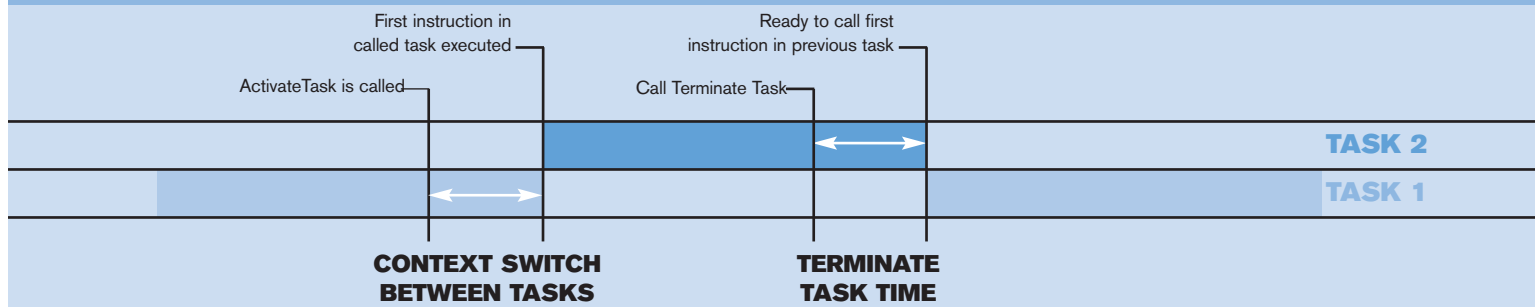 First instruction in
called task executed
Ready to call first
instruction in previous task
ActivateTask is called
Call Terminate Task
TASK 2
TASK 1
CONTEXT SWITCH
BETWEEN TASKS
TERMINATE
TASK TIME